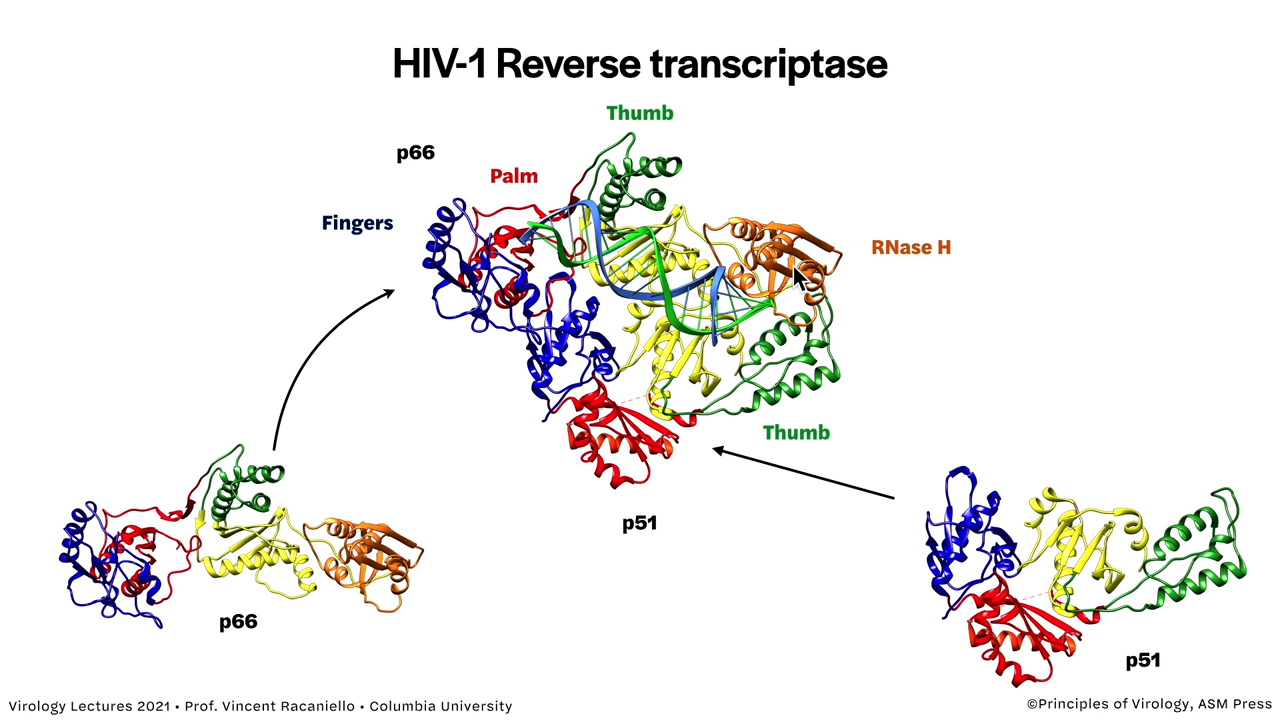 HIV-1 Reverse transcriptase
Thumb
p66
Palm
Fingers
RNase H
Thumb
p51
p66
p51
Virology Lectures 2021 • Prof. Vincent Racaniello • Columbia University
©Principles of Virology, ASM Press